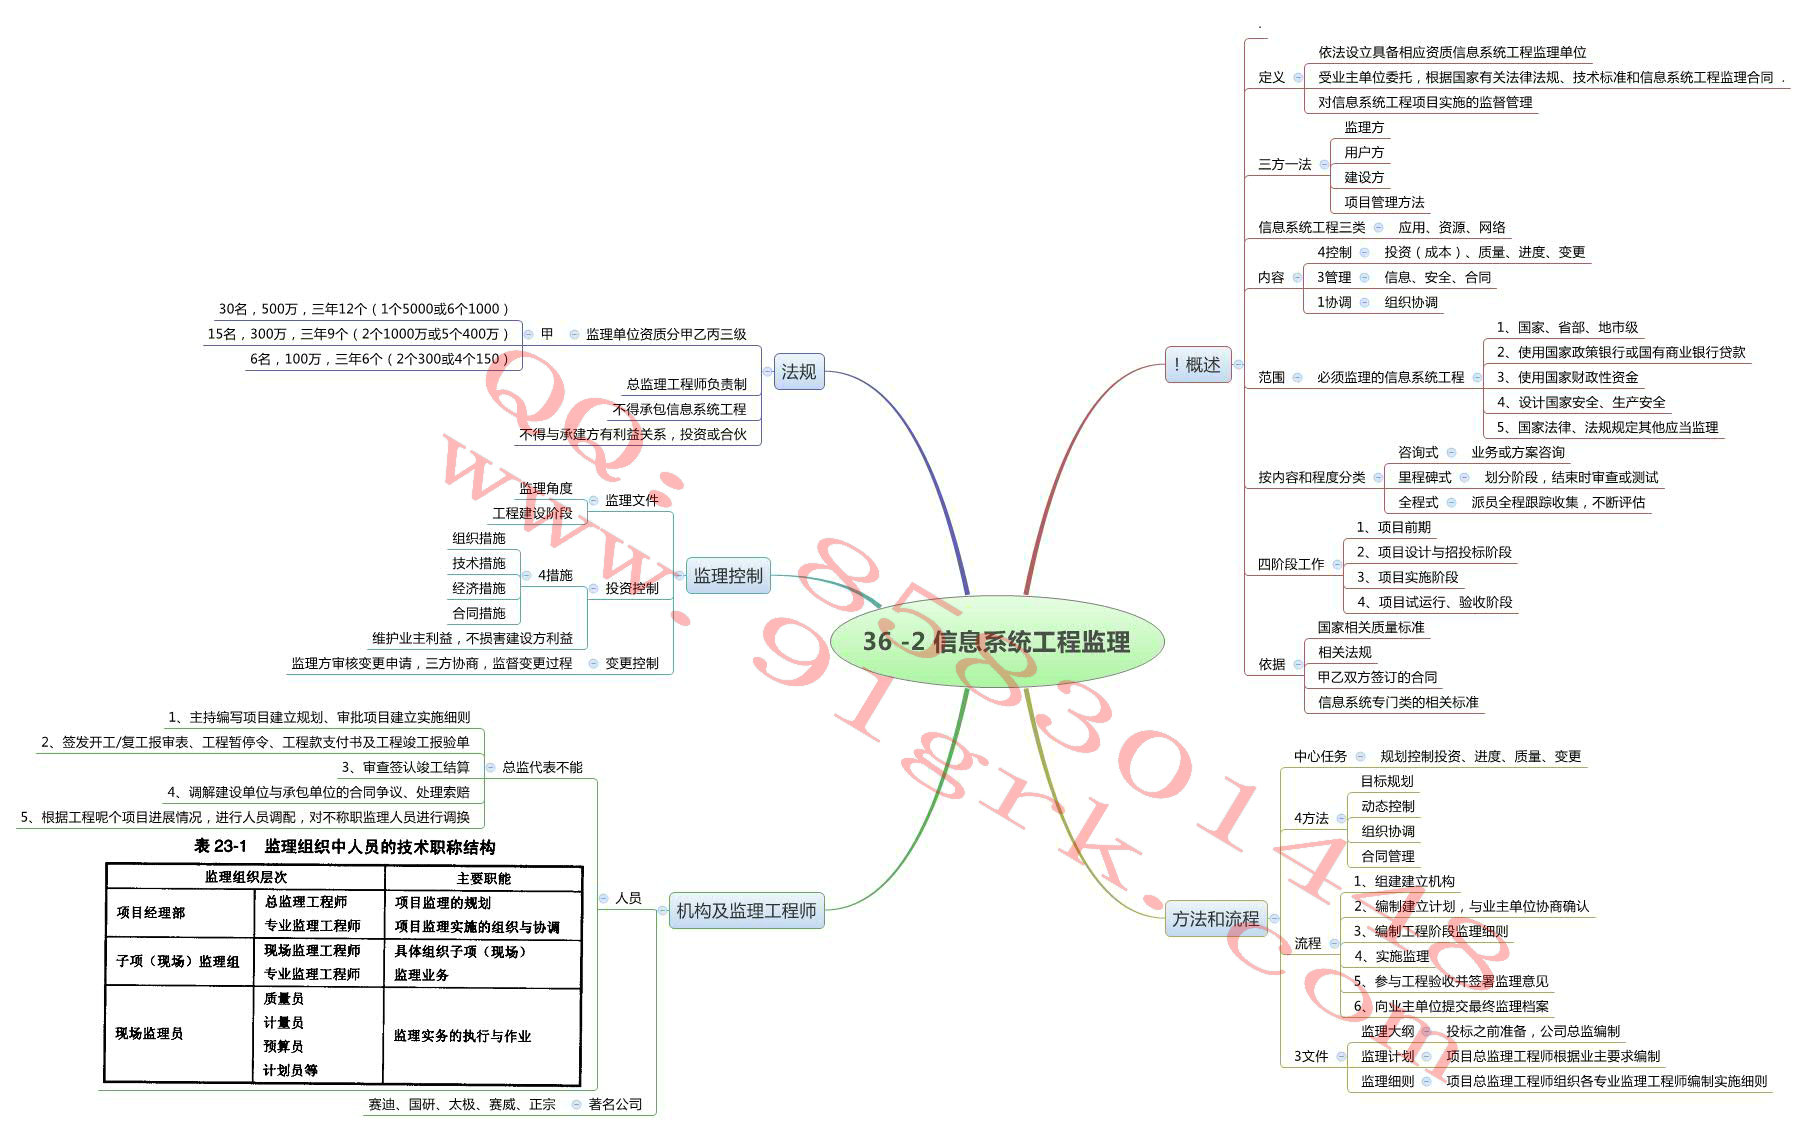 36 -2 信息系统工程监理
! 概述
定义
依法设立具备相应资质信息系统工程监理单位
受业主单位委托，根据国家有关法律法规、技术标准和信息系统工程监理合同 .
对信息系统工程项目实施的监督管理
三方一法
监理方
用户方
建设方
项目管理方法
信息系统工程三类
应用、资源、网络
内容
4控制
投资（成本）、质量、进度、变更
3管理
信息、安全、合同
1协调
组织协调
范围
必须监理的信息系统工程
1、国家、省部、地市级
2、使用国家政策银行或国有商业银行贷款
3、使用国家财政性资金
4、设计国家安全、生产安全
5、国家法律、法规规定其他应当监理
按内容和程度分类
咨询式
业务或方案咨询
里程碑式
划分阶段，结束时审查或测试
全程式
派员全程跟踪收集，不断评估
四阶段工作
1、项目前期
2、项目设计与招投标阶段
3、项目实施阶段
4、项目试运行、验收阶段
依据
国家相关质量标准
相关法规
甲乙双方签订的合同
信息系统专门类的相关标准
方法和流程
中心任务
规划控制投资、进度、质量、变更
4方法
目标规划
动态控制
组织协调
合同管理
流程
1、组建建立机构
2、编制建立计划，与业主单位协商确认
3、编制工程阶段监理细则
4、实施监理
5、参与工程验收并签署监理意见
6、向业主单位提交最终监理档案
3文件
监理大纲
投标之前准备，公司总监编制
监理计划
项目总监理工程师根据业主要求编制
监理细则
项目总监理工程师组织各专业监理工程师编制实施细则
法规
监理单位资质分甲乙丙三级
甲
30名，500万，三年12个（1个5000或6个1000）
15名，300万，三年9个（2个1000万或5个400万）
6名，100万，三年6个（2个300或4个150）
总监理工程师负责制
不得承包信息系统工程
不得与承建方有利益关系，投资或合伙
监理控制
监理文件
监理角度
工程建设阶段
投资控制
4措施
组织措施
技术措施
经济措施
合同措施
维护业主利益，不损害建设方利益
变更控制
监理方审核变更申请，三方协商，监督变更过程
机构及监理工程师
人员
总监代表不能
1、主持编写项目建立规划、审批项目建立实施细则
2、签发开工/复工报审表、工程暂停令、工程款支付书及工程竣工报验单
3、审查签认竣工结算
4、调解建设单位与承包单位的合同争议、处理索赔
5、根据工程呢个项目进展情况，进行人员调配，对不称职监理人员进行调换
表 23-1 监理组织中人员的技术职称结构
监理组织层次
主要职能
项目经理部
总监理工程师
专业监理工程师
项目监理的规划
项目监理实施的组织与协调
子项（现场）监理组
现场监理工程师
专业监理工程师
具体组织子项（现场）
监理业务
现场监理员
质量员
计量员
预算员
计划员等
监理实务的执行与作业
著名公司
赛迪、国研、太极、赛威、正宗
QQ: 858301448
www.91grk.com